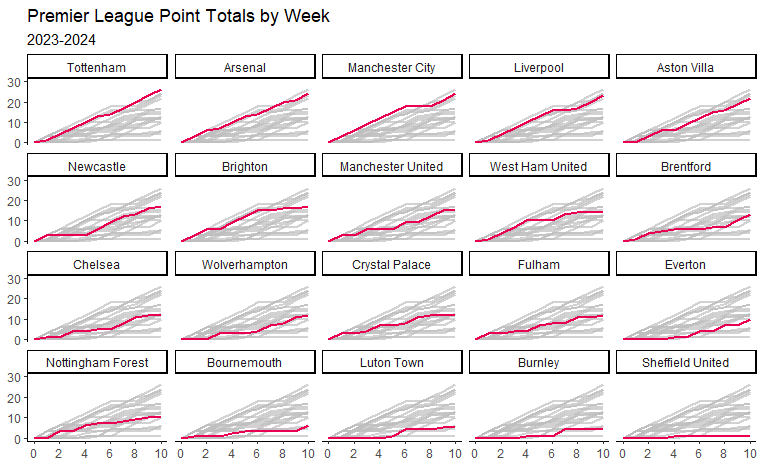 Premier League Point Totals by Week
2023-2024
Tottenham Arsenal Manchester City Liverpool Aston Villa
30
20
10
0
Newcastle Brighton Manchester United West Ham United Brentford
30
20
10
0
Chelsea Wolverhampton Crystal Palace Fulham Everton
30
20
10
0
Nottingham Forest Bournemouth Luton Town Burnley Sheffield United
30
20
10
0
0 2 4 6 8 10 0 2 4 6 8 10 0 2 4 6 8 10 0 2 4 6 8 10 0 2 4 6 8 10